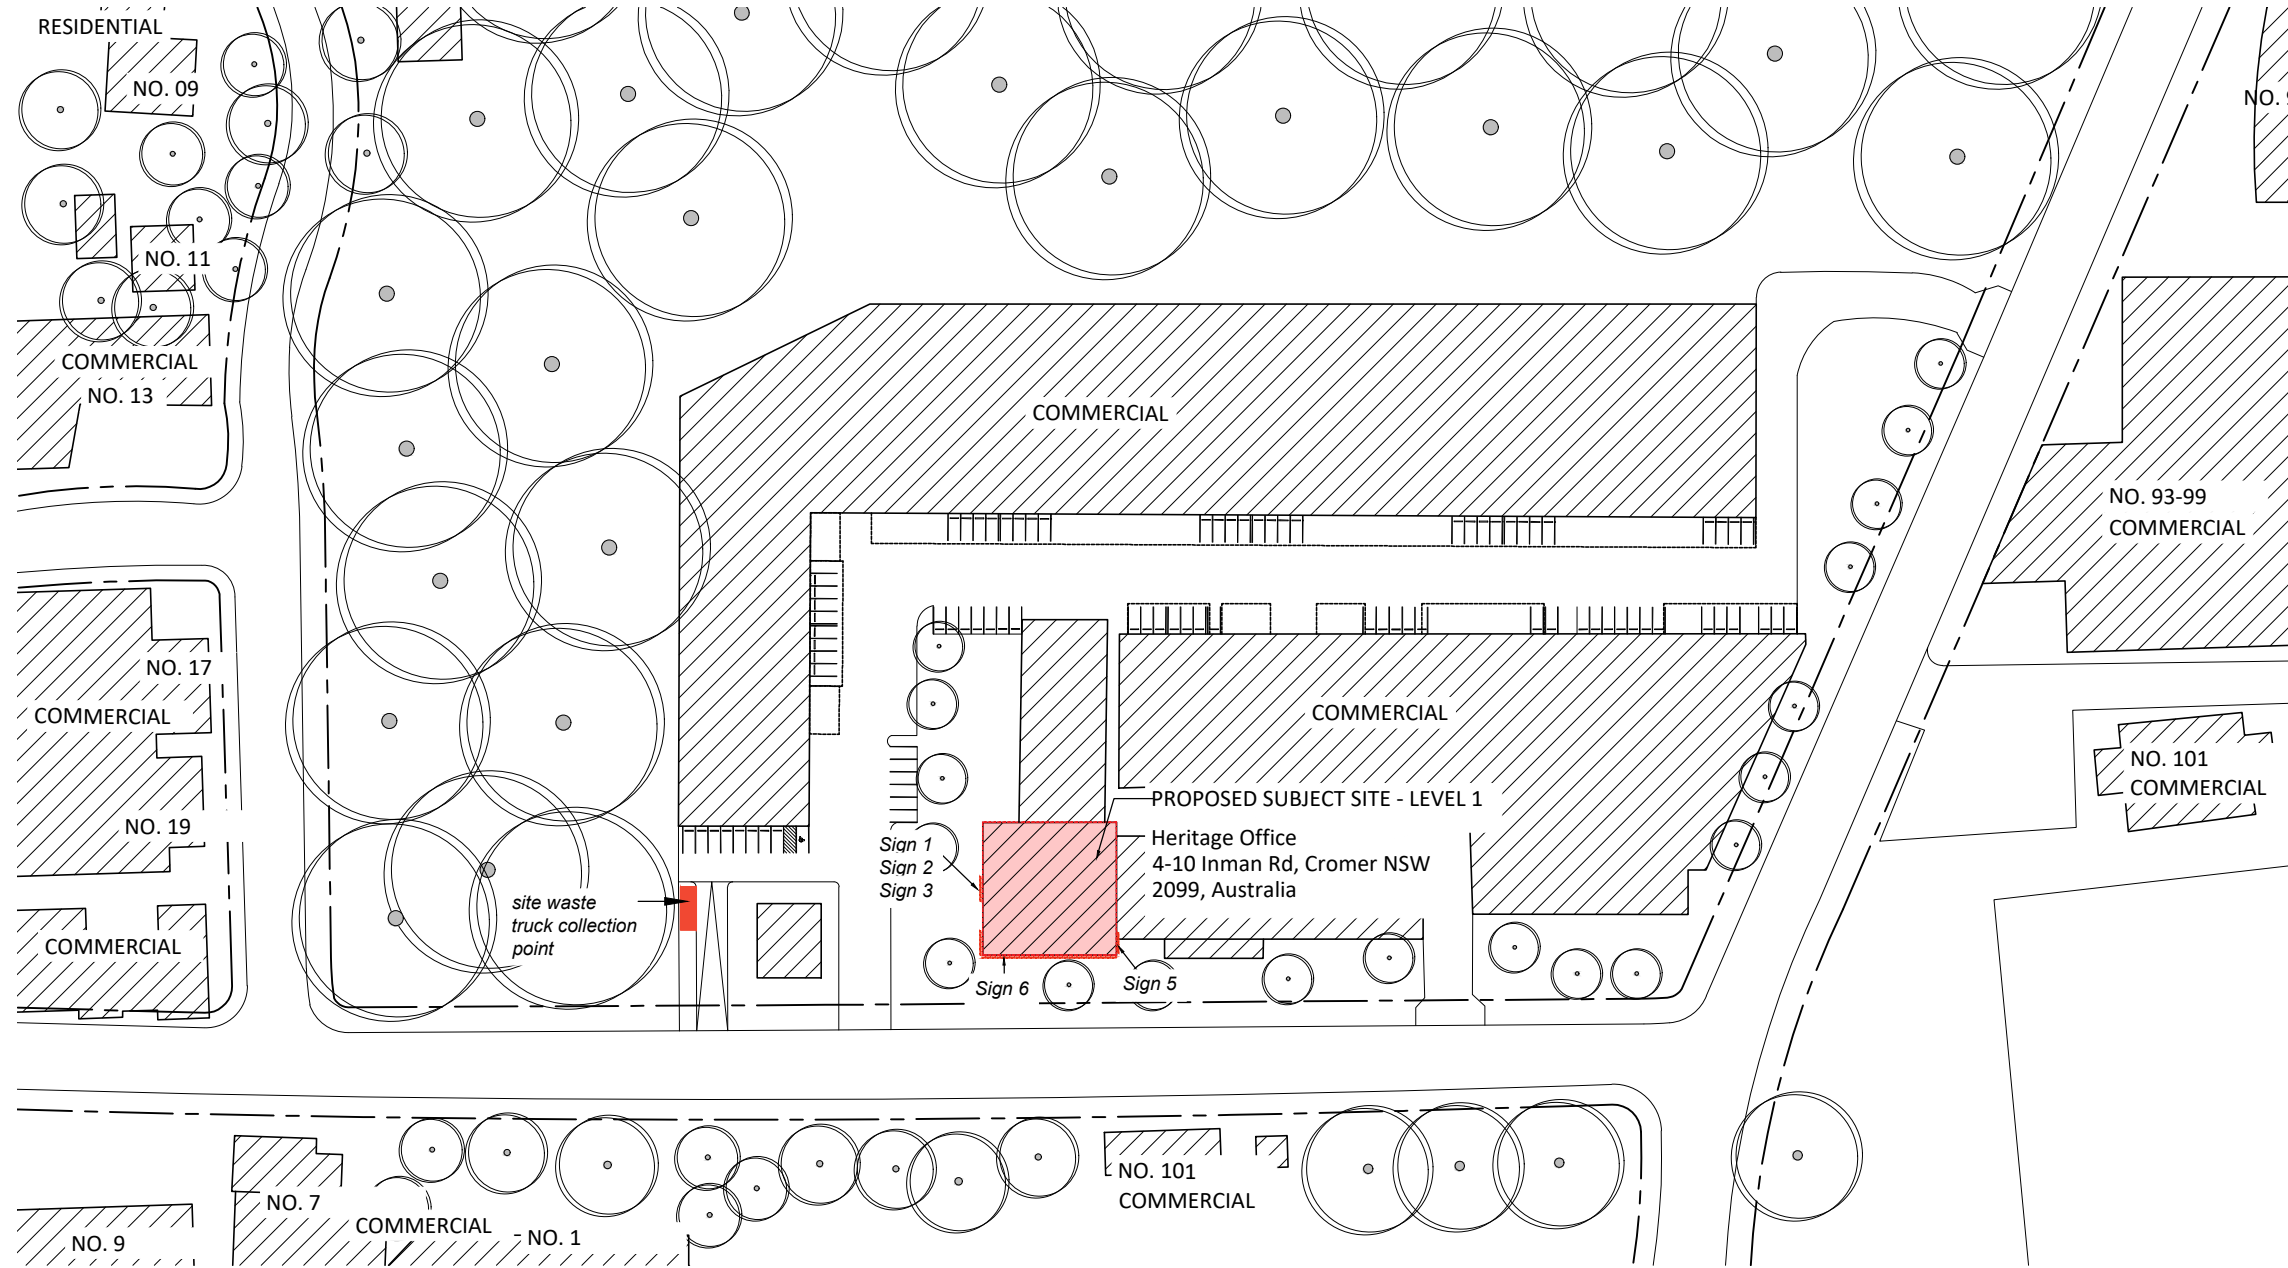 RESIDENTIAL
NO. 09
NO. 9
NO. 11
COMMERCIAL
NO. 13
COMMERCIAL
NO. 93-99
COMMERCIAL
NO. 17
COMMERCIAL
COMMERCIAL
NO. 101
COMMERCIAL
PROPOSED SUBJECT SITE - LEVEL 1
NO. 19
Heritage Office
4-10 Inman Rd, Cromer NSW
2099, Australia
Sign 1
Sign 2
Sign 3
site waste
truck collection
point
COMMERCIAL
Sign 6
Sign 5
NO. 101
COMMERCIAL
NO. 7
COMMERCIAL
NO. 1
NO. 9